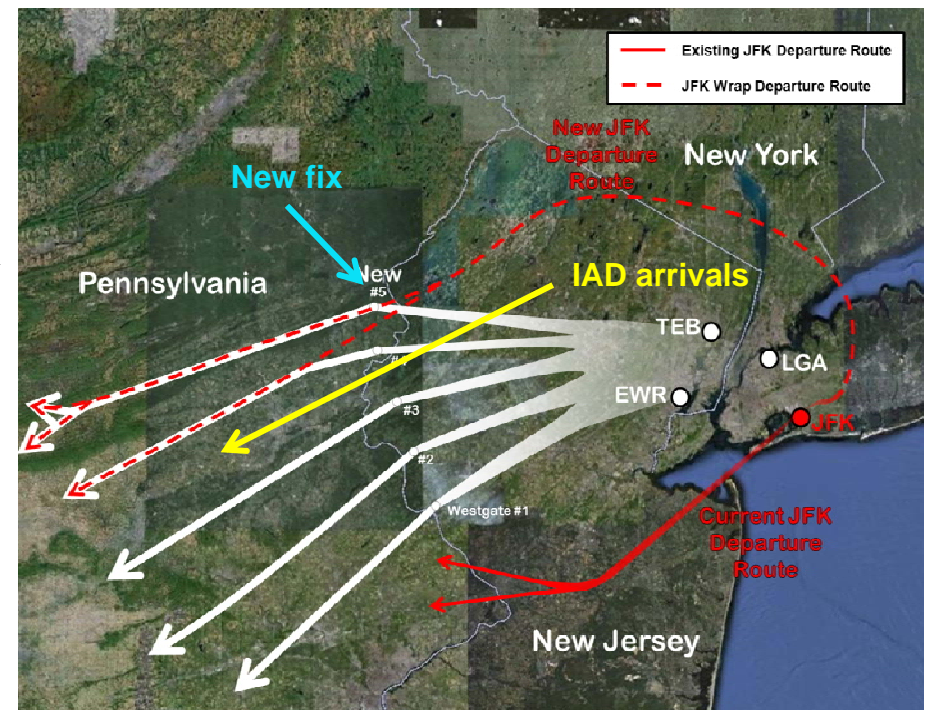 Existing JFK Departure Route
JFK Wrap Departure Route
New JFK
Departure
Route
New York
New fix
Pennsylvania
New
#5
IAD arrivals
TEB
LGA
EWR
#3
JFK
#2
Westgate #1
Current JFK
Departure
Route
New Jersey